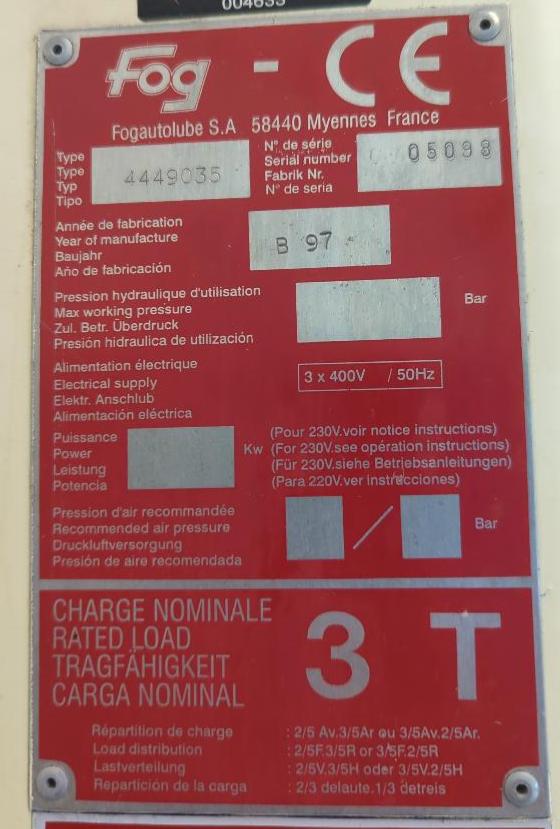 004633
Fog - CE
Fogautolube S.A 58440 Myennes France
Type
Type
Typ
Tipo
4449035
N° de série
Serial number
Fabrik Nr.
N° de seria
05098
Année de fabrication
Year of manufacture
Baujahr
Año de fabricación
B 97
Pression hydraulique d'utilisation
Max working pressure
Zul. Betr. Überdruck
Presión hidraulica de utilización
Bar
Alimentation électrique
Electrical supply
Elektr. Anschlub
Alimentación eléctrica
3 x 400V / 50Hz
Puissance
Power
Leistung
Potencia
Kw
(Pour 230V.voir notice instructions)
(For 230V.see opération instructions)
(Für 230V.siehe Betriebsanleitungen)
(Para 220V.ver instrucciones)
Pression d'air recommandée
Recommended air pressure
Druckluftversorgung
Presión de aire recomendada
/
Bar
CHARGE NOMINALE
RATED LOAD
TRAGFÄHIGKEIT
CARGA NOMINAL
3 T
Répartition de charge : 2/5 Av.3/5Ar ou 3/5Av.2/5Ar.
Load distribution : 2/5F.3/5R or 3/5F.2/5R
Lastverteilung : 2/5V.3/5H oder 3/5V.2/5H
Repartición de la carga : 2/3 delaute.1/3 detreis